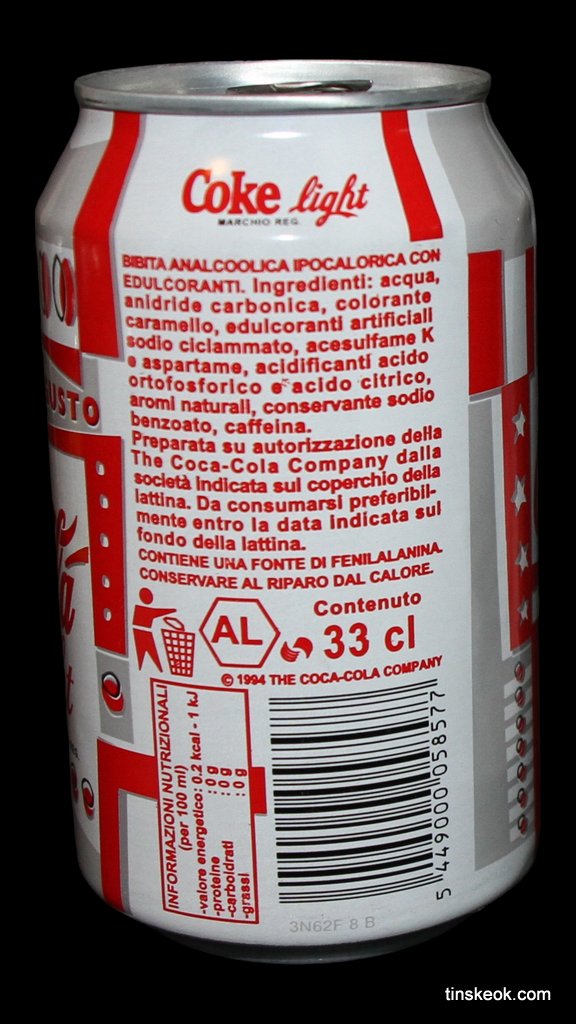 Coke light
MARCHIO REG.
BIBITA ANALCOOLICA IPOCALORICA CON
EDULCORANTI. Ingredienti: acqua,
anidride carbonica, colorante
caramello, edulcoranti artificiali
sodio ciclammato, acesulfame K
e aspartame, acidificanti acido
ortofosforico e acido citrico,
aromi naturali, conservante sodio
benzoato, caffeina.
Preparata su autorizzazione della
The Coca-Cola Company dalla
società indicata sul coperchio della
lattina. Da consumarsi preferibil-
mente entro la data indicata sul
fondo della lattina.
CONTIENE UNA FONTE DI FENILALANINA.
CONSERVARE AL RIPARO DAL CALORE.
AL
Contenuto
33 cl
© 1994 THE COCA-COLA COMPANY
INFORMAZIONI NUTRIZIONALI
(per 100 ml)
-valore energetico: 0.2 kcal - 1 kJ
-proteine : 0 g
-carboidrati : 0 g
-grassi : 0 g
5 449000 058577
3N62F 8 B
tinskeok.com